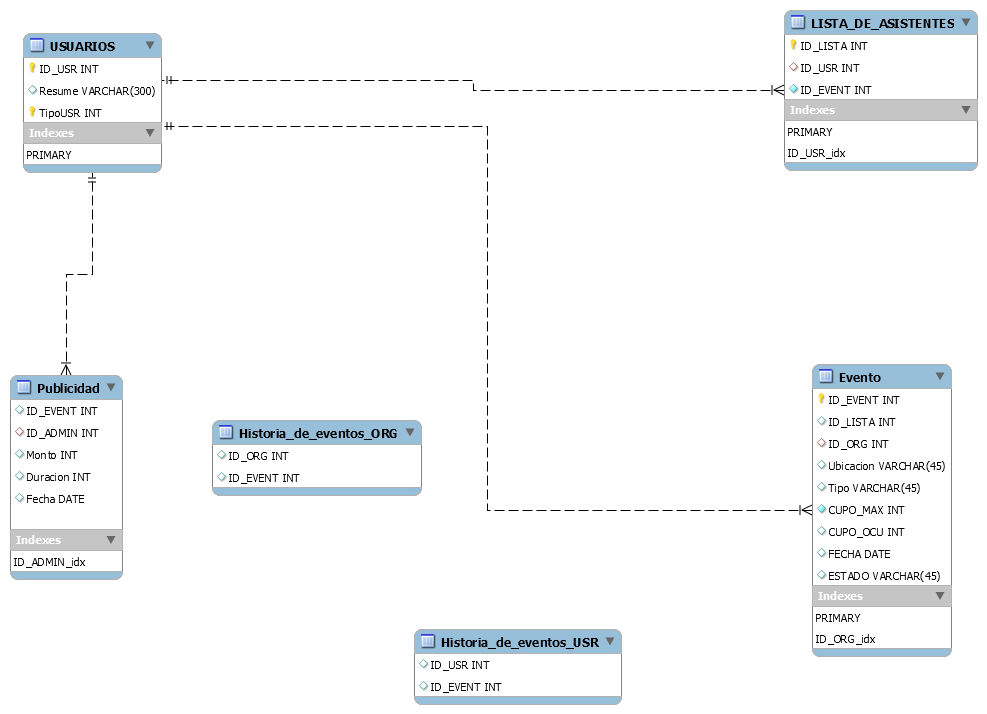 USUARIOS
ID_USR INT
Resume VARCHAR(300)
TipoUSR INT
Indexes
PRIMARY
LISTA_DE_ASISTENTES
ID_LISTA INT
ID_USR INT
ID_EVENT INT
Indexes
PRIMARY
ID_USR_idx
Publicidad
ID_EVENT INT
ID_ADMIN INT
Monto INT
Duracion INT
Fecha DATE
Indexes
ID_ADMIN_idx
Historia_de_eventos_ORG
ID_ORG INT
ID_EVENT INT
Evento
ID_EVENT INT
ID_LISTA INT
ID_ORG INT
Ubicacion VARCHAR(45)
Tipo VARCHAR(45)
CUPO_MAX INT
CUPO_OCU INT
FECHA DATE
ESTADO VARCHAR(45)
Indexes
PRIMARY
ID_ORG_idx
Historia_de_eventos_USR
ID_USR INT
ID_EVENT INT